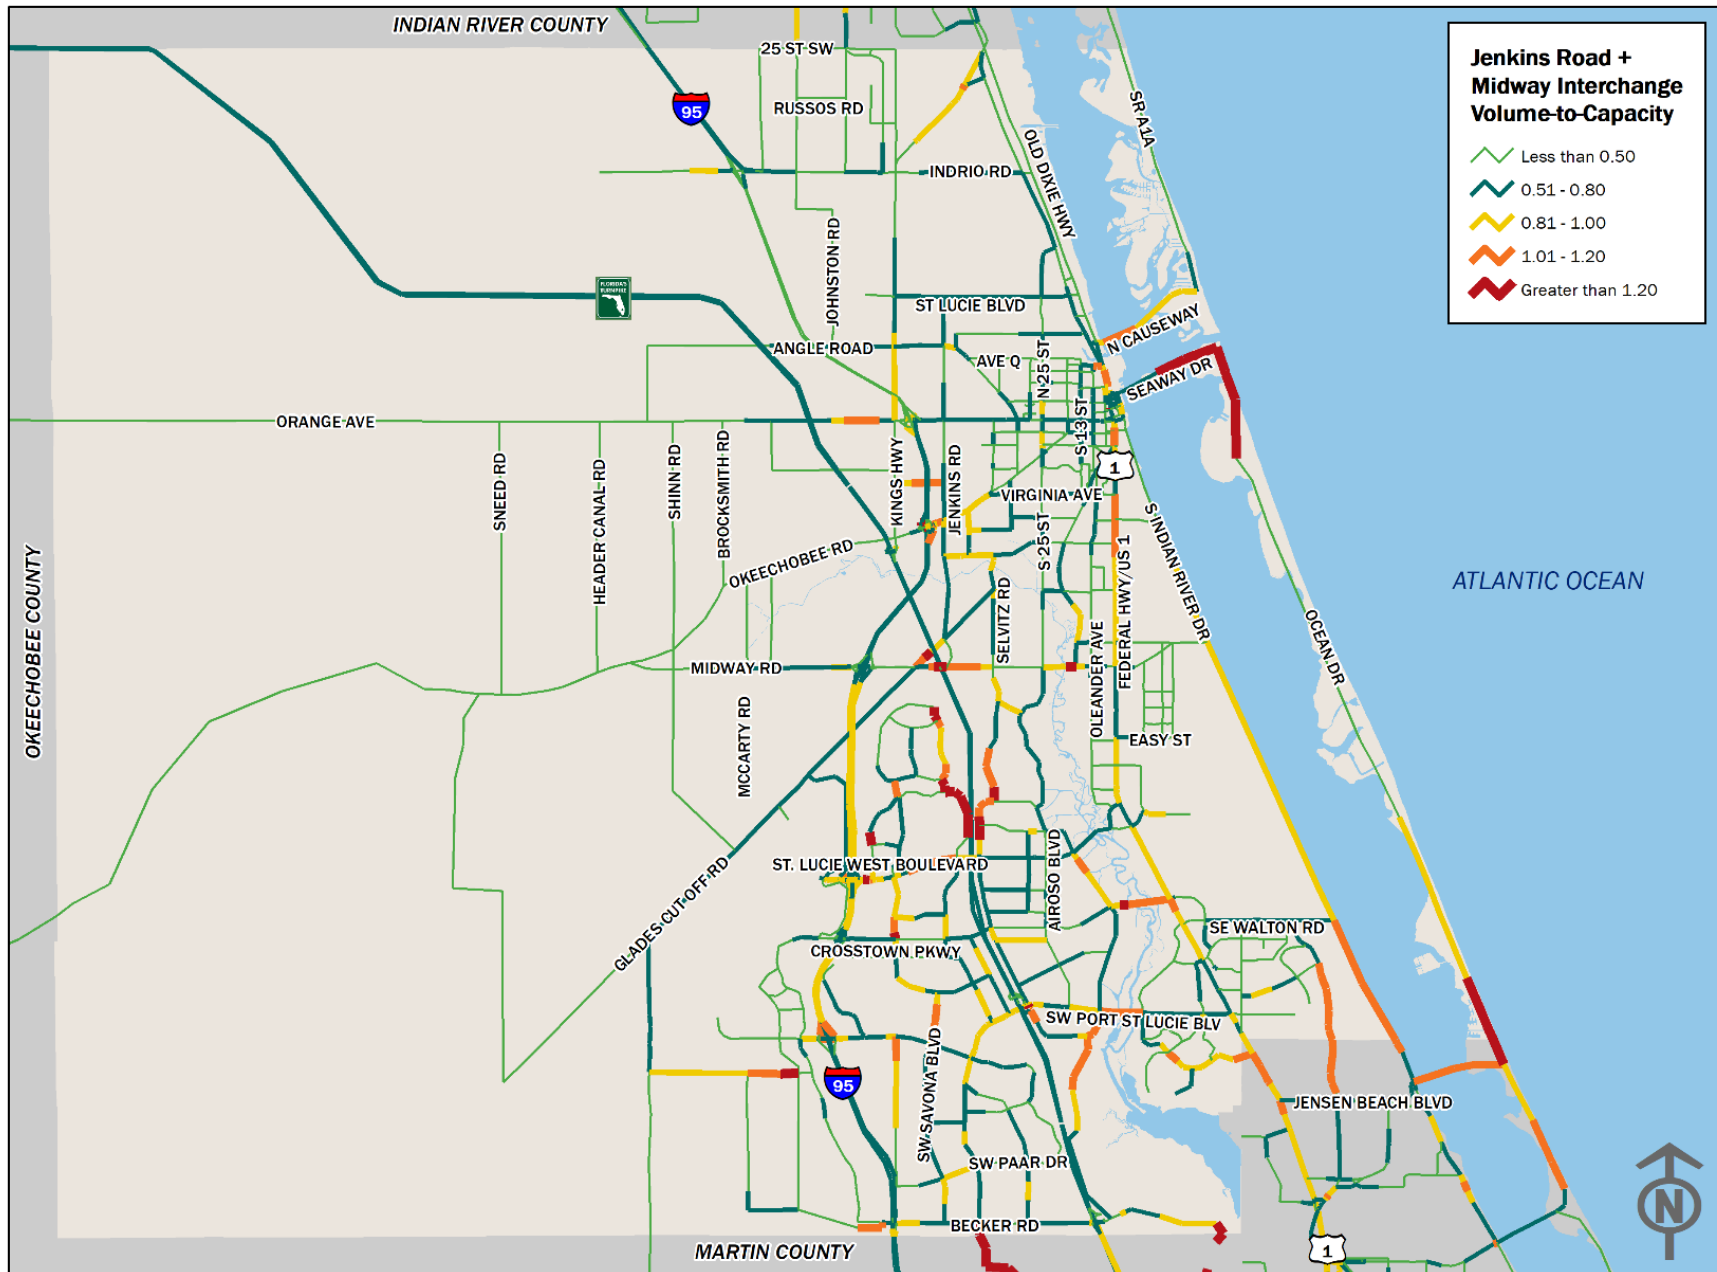 INDIAN RIVER COUNTY
25 ST SW
RUSSOS RD
95
SR A1A
OLD DIXIE HWY
INDRIO RD
JOHNSTON RD
FLORIDA'S
TURNPIKE
ST LUCIE BLVD
N CAUSEWAY
ANGLE ROAD
AVE Q
N 25 ST
SEAWAY DR
ORANGE AVE
S 13 ST
1
SNEED RD
HEADER CANAL RD
SHINN RD
BROCKSMITH RD
KINGS HWY
JENKINS RD
VIRGINIA AVE
S 25 ST
S INDIAN RIVER DR
OKEECHOBEE RD
OKEECHOBEE COUNTY
SELVITZ RD
FEDERAL HWY/US 1
OLEANDER AVE
OCEAN DR
ATLANTIC OCEAN
MIDWAY RD
MCCARTY RD
EASY ST
ST. LUCIE WEST BOULEVARD
AIROSO BLVD
GLADES CUT OFF RD
SE WALTON RD
CROSSTOWN PKWY
SW PORT ST LUCIE BLV
SW SAVONA BLVD
95
JENSEN BEACH BLVD
SW PAAR DR
BECKER RD
MARTIN COUNTY
1
N
Jenkins Road +
Midway Interchange
Volume-to-Capacity
Less than 0.50
0.51 - 0.80
0.81 - 1.00
1.01 - 1.20
Greater than 1.20